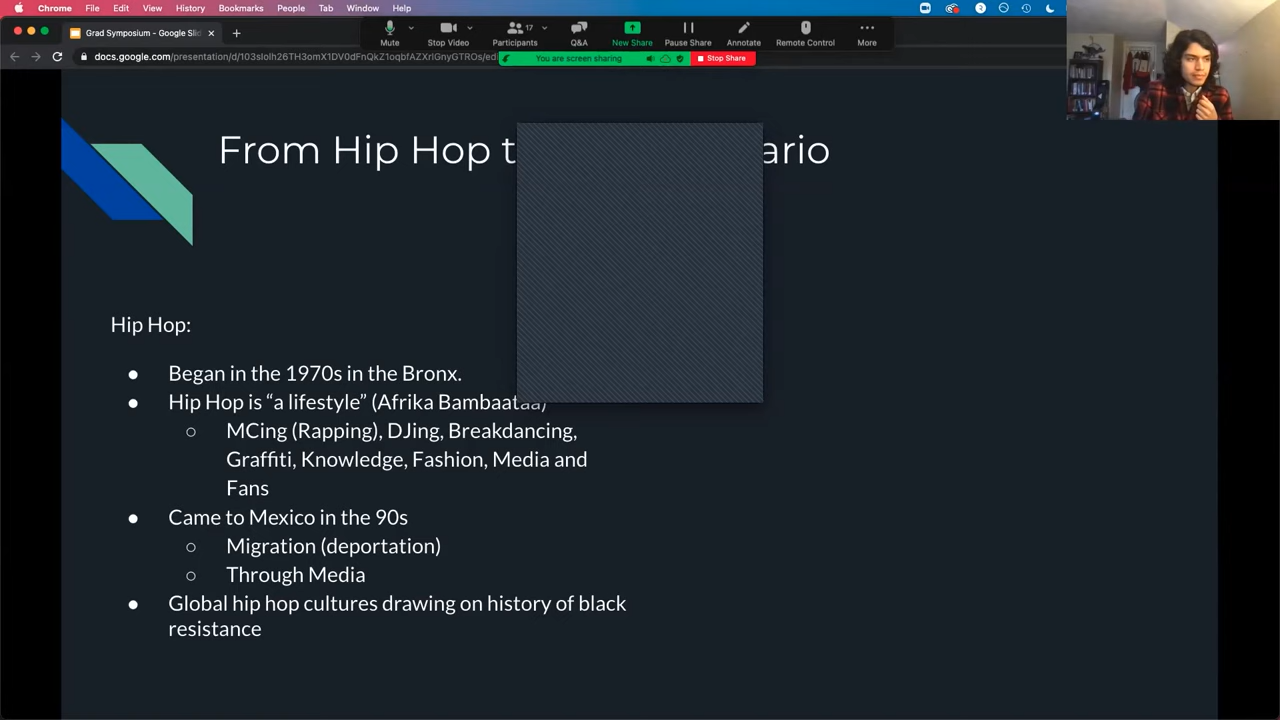 Chrome File Edit View History Bookmarks People Tab Window Help
Grad Symposium - Google Slid
Mute Stop Video Participants 17 Q&A New Share Pause Share Annotate Remote Control More
docs.google.com
You are screen sharing Stop Share
From Hip Hop t ario
Hip Hop:
Began in the 1970s in the Bronx.
Hip Hop is “a lifestyle” (Afrika Bambaataa)
MCing (Rapping), DJing, Breakdancing,
Graffiti, Knowledge, Fashion, Media and
Fans
Came to Mexico in the 90s
Migration (deportation)
Through Media
Global hip hop cultures drawing on history of black
resistance